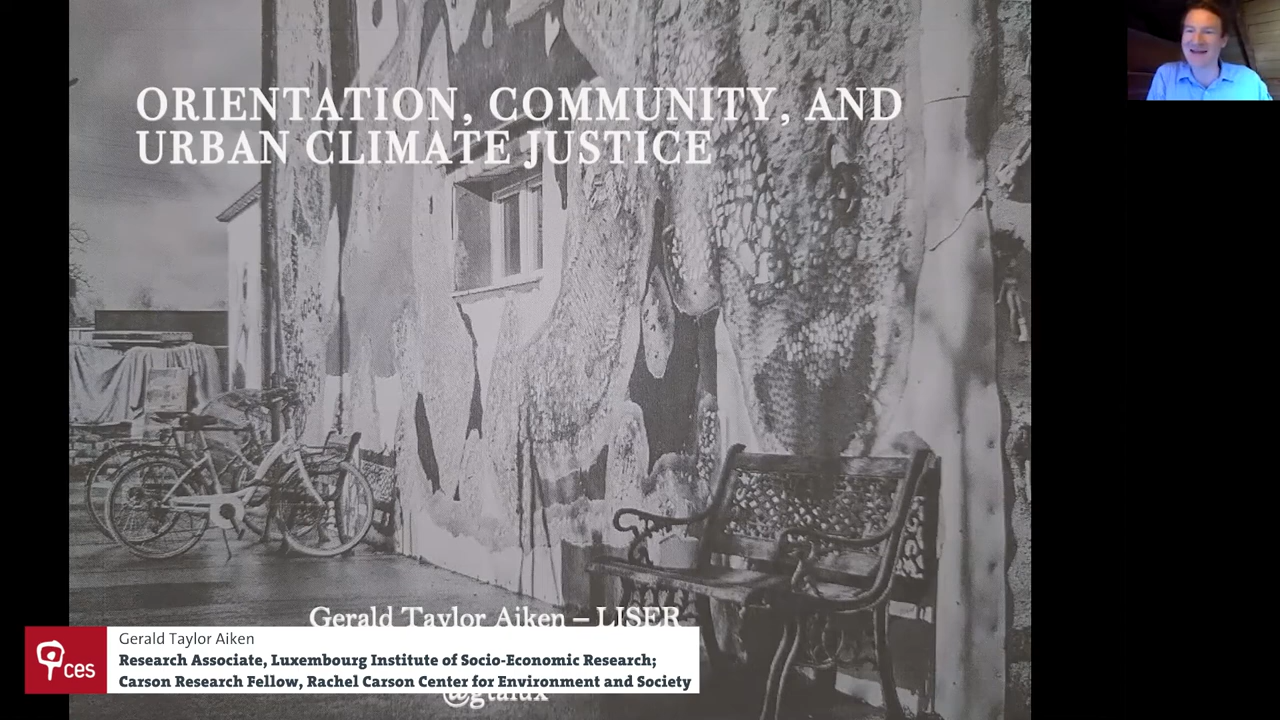 ORIENTATION, COMMUNITY, AND
URBAN CLIMATE JUSTICE
Gerald Taylor Aiken – LISER
ces
Gerald Taylor Aiken
Research Associate, Luxembourg Institute of Socio-Economic Research;
Carson Research Fellow, Rachel Carson Center for Environment and Society
@gtalux